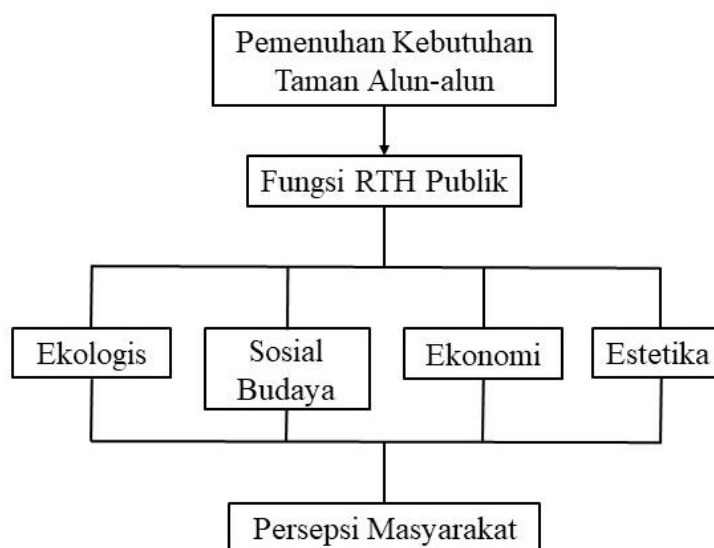 Pemenuhan Kebutuhan
Taman Alun-alun
Fungsi RTH Publik
Ekologis
Sosial
Budaya
Ekonomi
Estetika
Persepsi Masyarakat